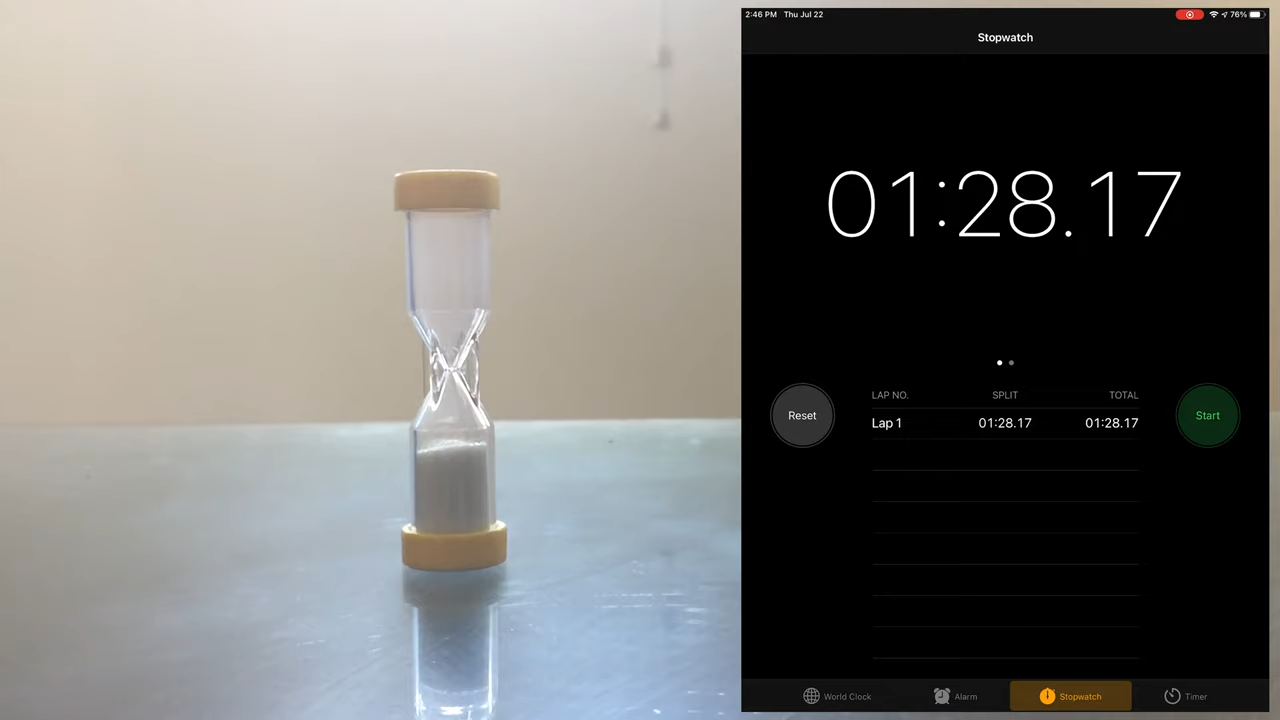 2:46 PM Thu Jul 22 76%
Stopwatch
01:28.17
LAP NO. SPLIT TOTAL
Reset Lap 1 01:28.17 01:28.17 Start
World Clock Alarm Stopwatch Timer